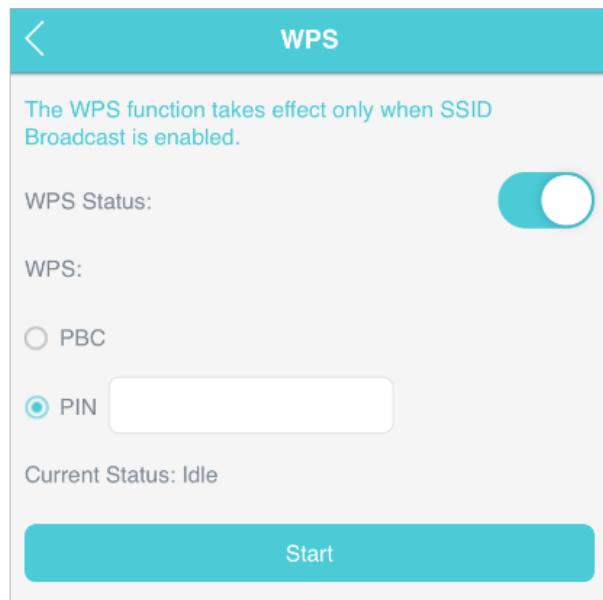 WPS
The WPS function takes effect only when SSID
Broadcast is enabled.
WPS Status:
WPS:
PBC
PIN
Current Status: Idle
Start